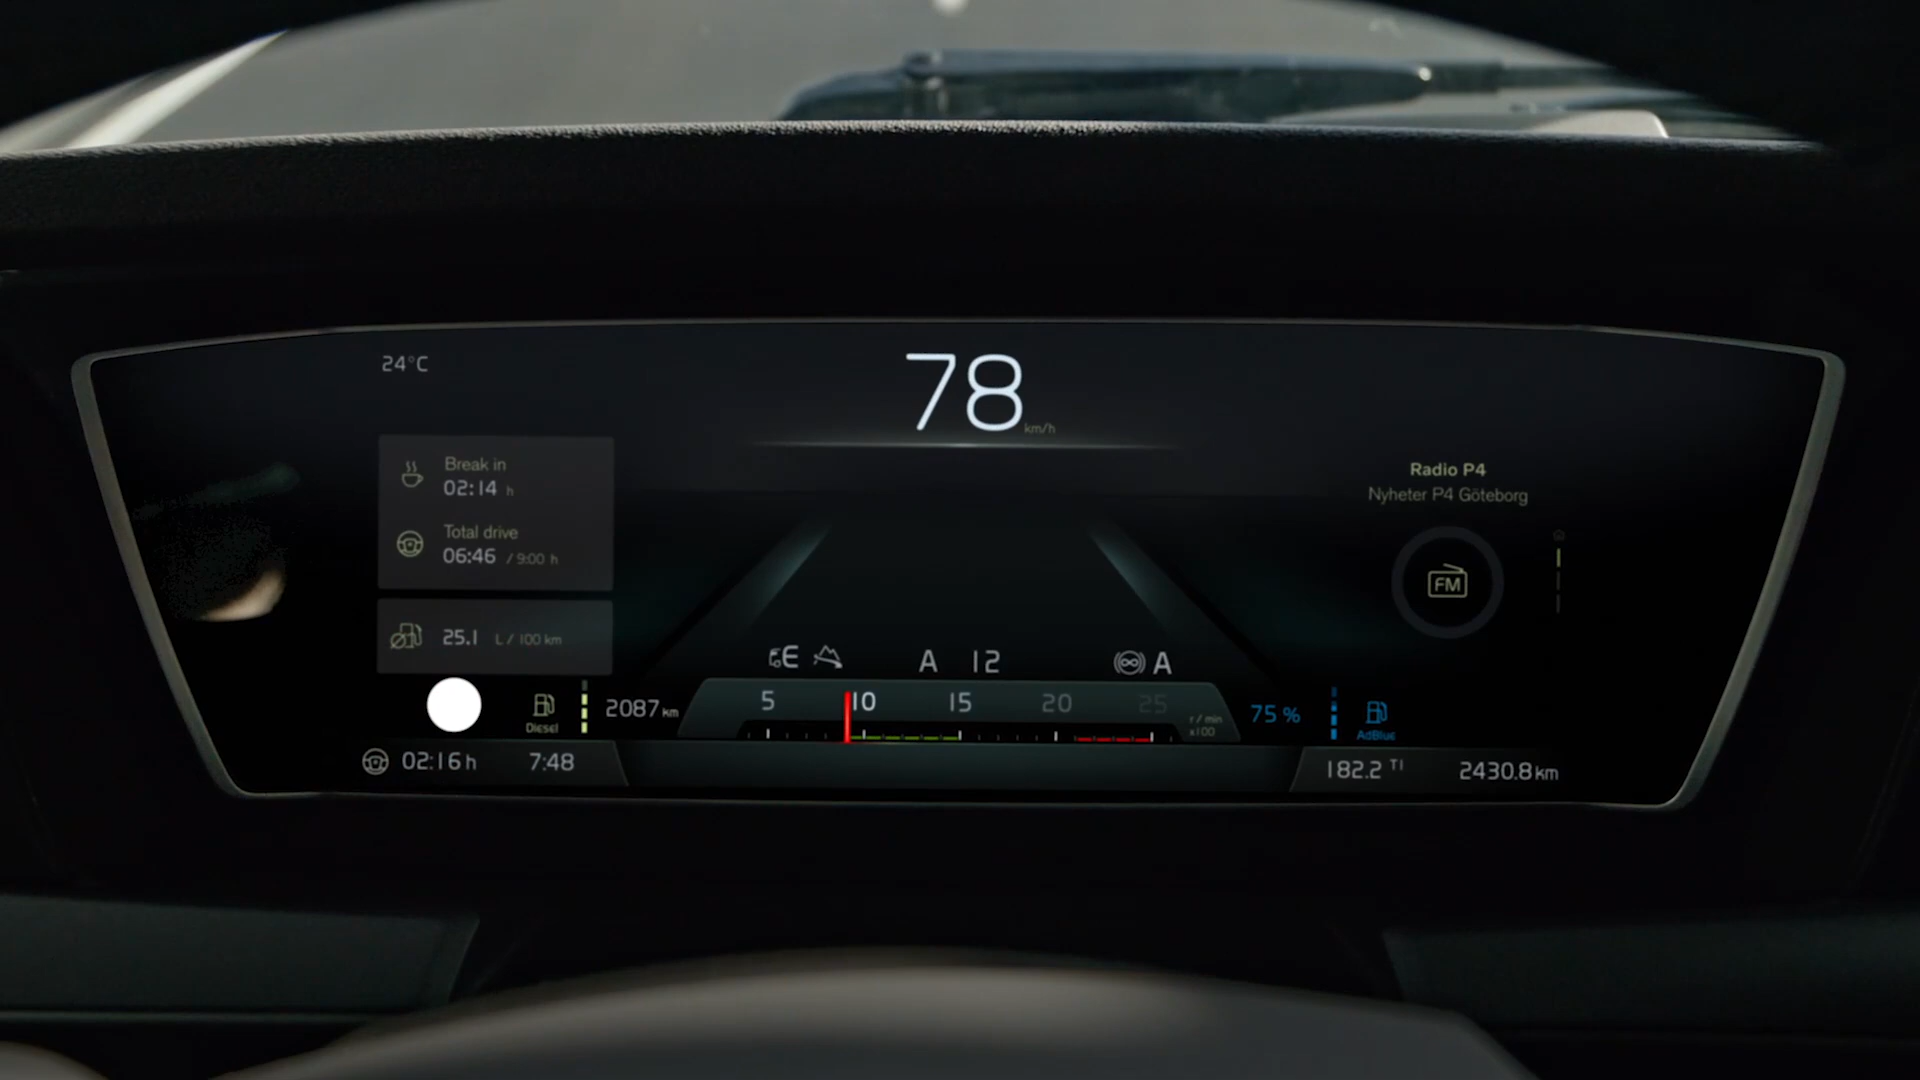 24°C
78 km/h
Break in
02:14 h
Total drive
06:46 / 9:00 h
25.1 L / 100 km
Radio P4
Nyheter P4 Göteborg
FM
E A 12 A
Diesel
2087 km
5 10 15 20 25
r / min
x100
75 %
AdBlue
02:16 h 7:48
182.2 TI 2430.8 km